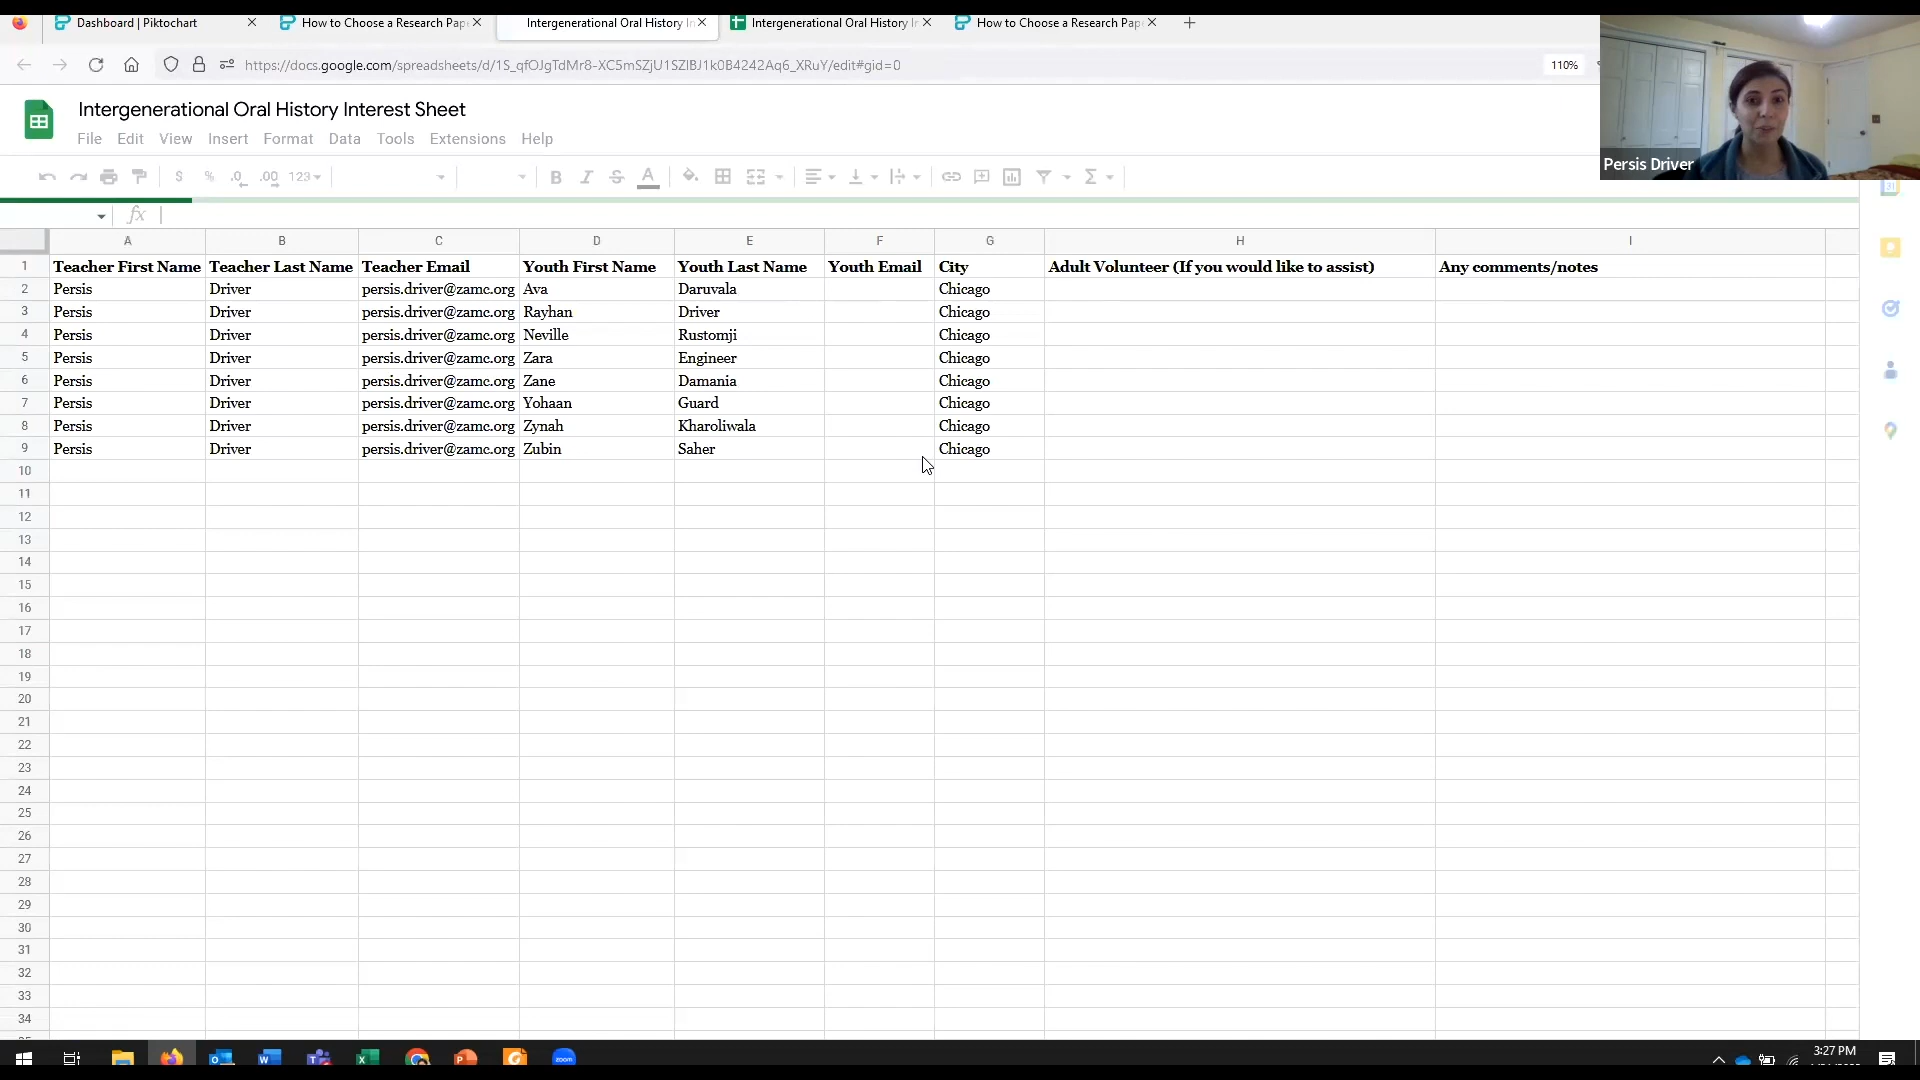 Dashboard | Piktochart
How to Choose a Research Pap
Intergenerational Oral History In
Intergenerational Oral History Ir
How to Choose a Research Pape
https://docs.google.com/spreadsheets/d/1S_qfOJgTdMr8-XC5mSZjU1SZlBJ1k0B4242Aq6_XRuY/edit#gid=0
110%
Intergenerational Oral History Interest Sheet
File Edit View Insert Format Data Tools Extensions Help
Persis Driver
$ % .0 .00 123
fx
A B C D E F G H I
1 Teacher First Name Teacher Last Name Teacher Email Youth First Name Youth Last Name Youth Email City Adult Volunteer (If you would like to assist) Any comments/notes
2 Persis Driver persis.driver@zamc.org Ava Daruvala Chicago
3 Persis Driver persis.driver@zamc.org Rayhan Driver Chicago
4 Persis Driver persis.driver@zamc.org Neville Rustomji Chicago
5 Persis Driver persis.driver@zamc.org Zara Engineer Chicago
6 Persis Driver persis.driver@zamc.org Zane Damania Chicago
7 Persis Driver persis.driver@zamc.org Yohaan Guard Chicago
8 Persis Driver persis.driver@zamc.org Zynah Kharoliwala Chicago
9 Persis Driver persis.driver@zamc.org Zubin Saher Chicago
10
11
12
13
14
15
16
17
18
19
20
21
22
23
24
25
26
27
28
29
30
31
32
33
34
3:27 PM